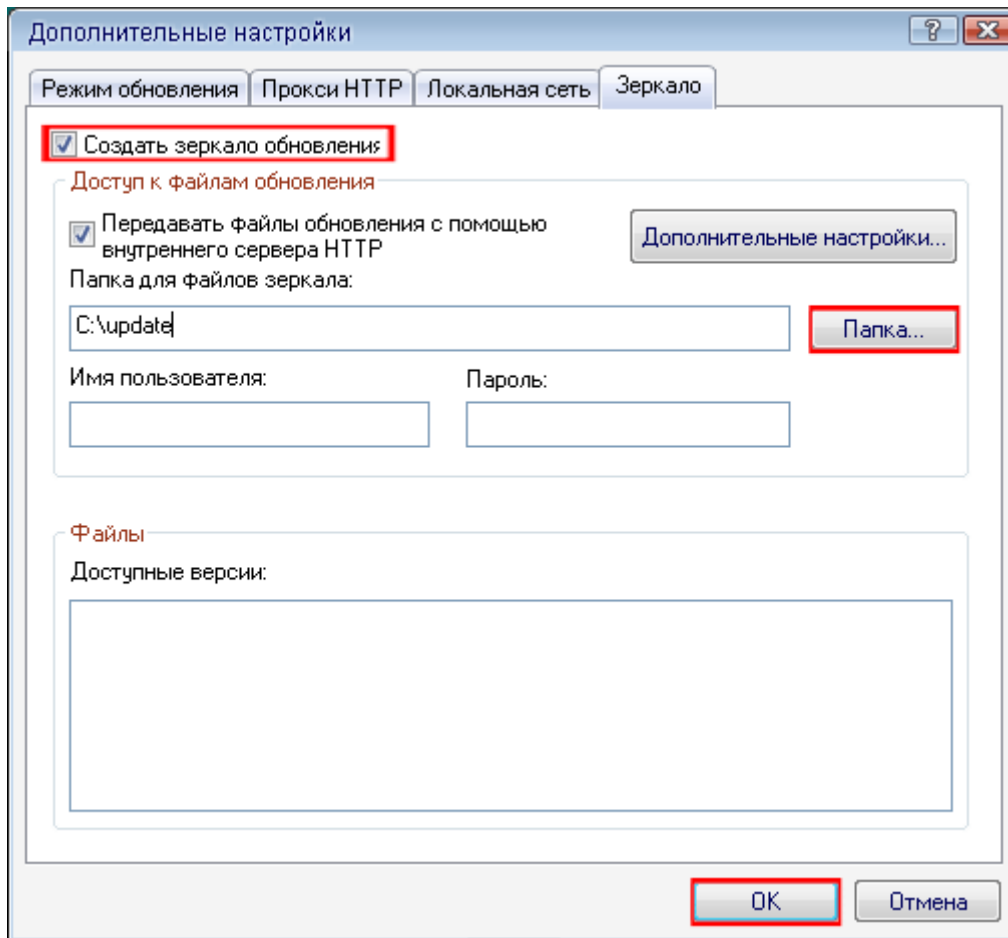 Дополнительные настройки
Режим обновления Прокси HTTP Локальная сеть Зеркало
Создать зеркало обновления
Доступ к файлам обновления
Передавать файлы обновления с помощью
внутреннего сервера HTTP
Дополнительные настройки...
Папка для файлов зеркала:
C:\update
Папка...
Имя пользователя: Пароль:
Файлы
Доступные версии:
OK Отмена